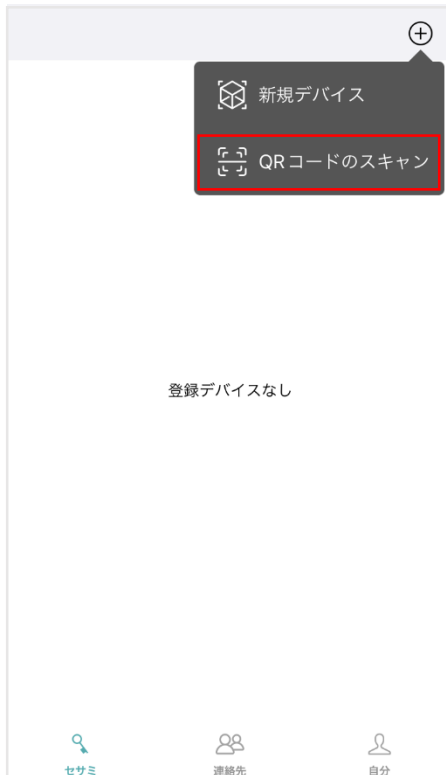 新規デバイス
QRコードのスキャン
登録デバイスなし
セサミ
連絡先
自分